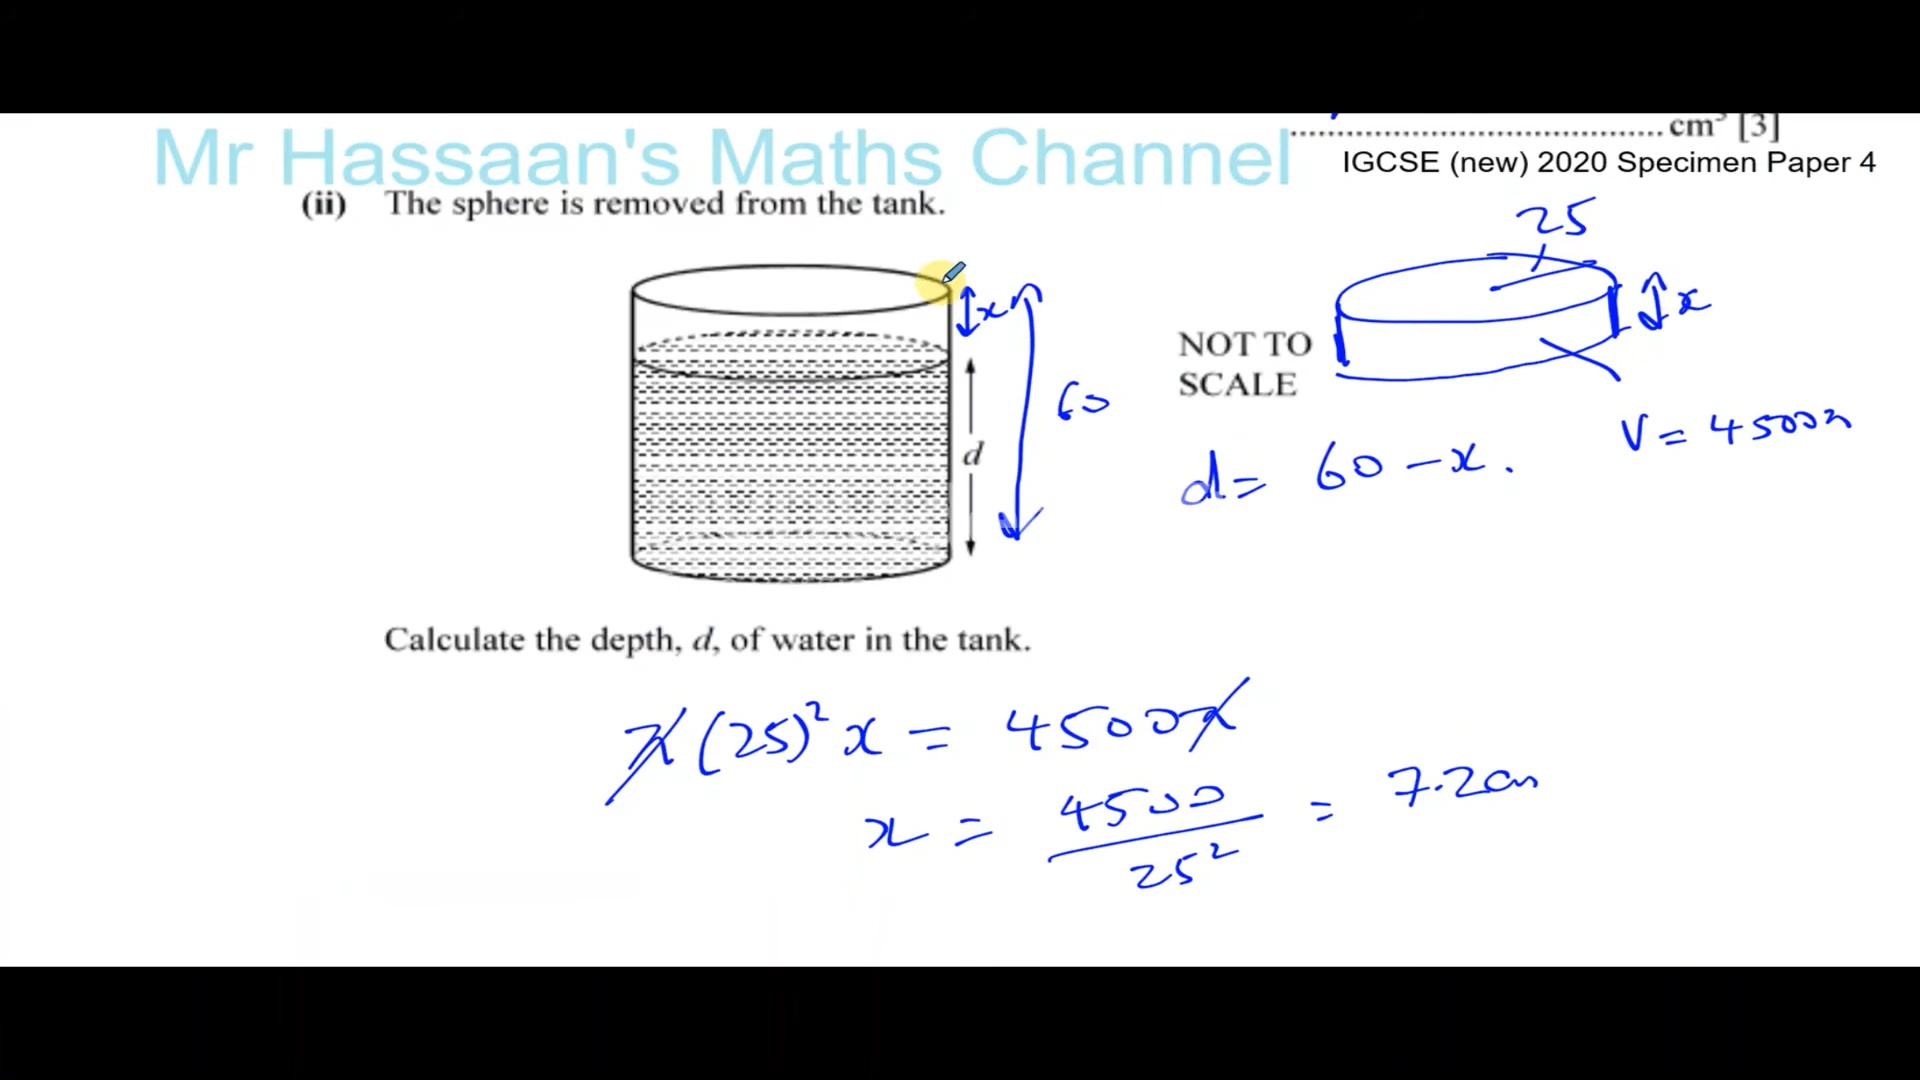 ........................................ cm³ [3]
Mr Hassaan's Maths Channel
IGCSE (new) 2020 Specimen Paper 4
(ii) The sphere is removed from the tank.
25
x
x
NOT TO
SCALE
60
d
V = 4500π
d = 60 - x.
Calculate the depth, d, of water in the tank.
π(25)² x = 4500π
x = 4500 / 25² = 7.2cm